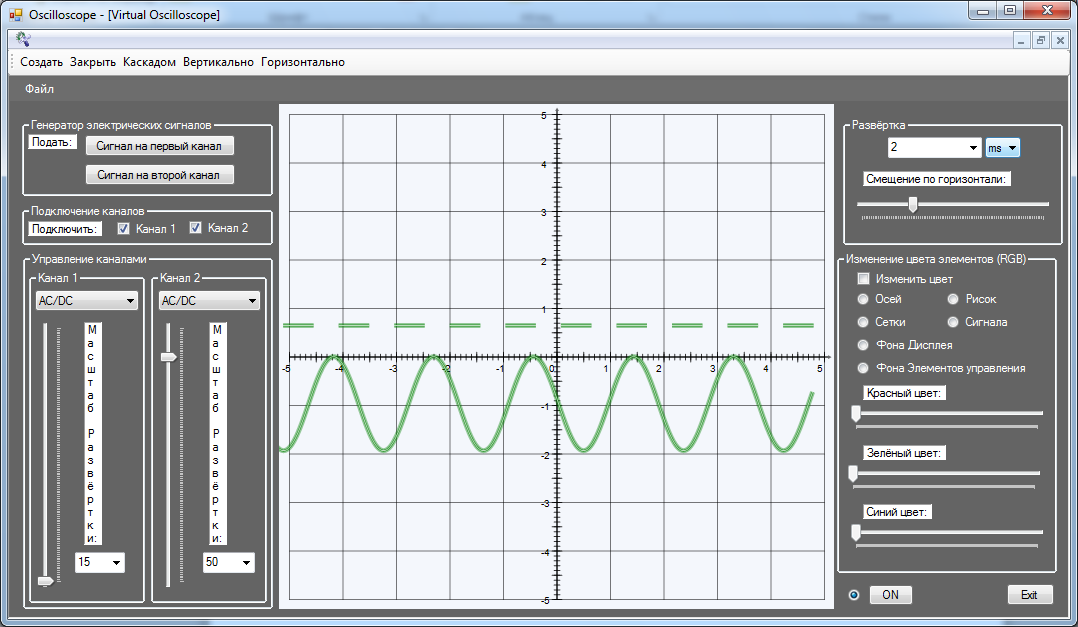 Oscilloscope - [Virtual Oscilloscope]
Создать Закрыть Каскадом Вертикально Горизонтально
Файл
Генератор электрических сигналов
Подать:
Сигнал на первый канал
Сигнал на второй канал
Подключение каналов
Подключить:
Канал 1
Канал 2
Управление каналами
Канал 1
AC/DC
Масштаб Развёртки:
15
Канал 2
AC/DC
Масштаб Развёртки:
50
5
4
3
2
1
-5 -4 -3 -2 -1 0 1 2 3 4 5
-1
-2
-3
-4
-5
Развёртка
2
ms
Смещение по горизонтали:
Изменение цвета элементов (RGB)
Изменить цвет
Осей
Рисок
Сетки
Сигнала
Фона Дисплея
Фона Элементов управления
Красный цвет:
Зелёный цвет:
Синий цвет:
ON
Exit